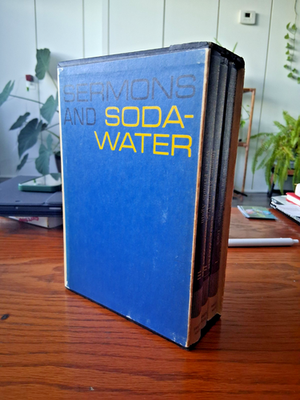 SERMONS
AND SODA-
WATER